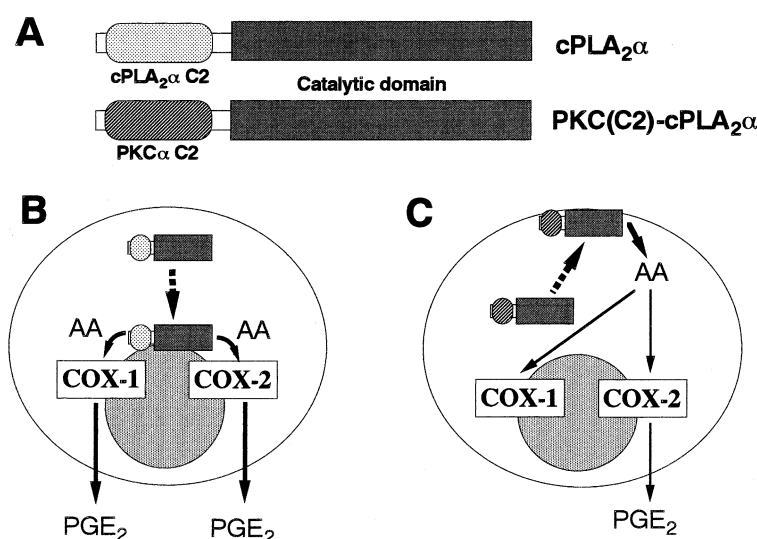 A
cPLA₂α
cPLA₂α C2
Catalytic domain
PKC(C2)-cPLA₂α
PKCα C2
B
AA
AA
COX-1
COX-2
PGE₂
PGE₂
C
AA
COX-1
COX-2
PGE₂